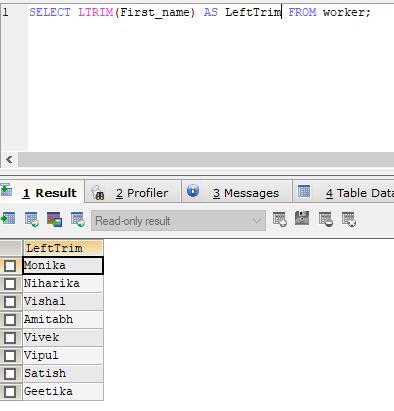 1 SELECT LTRIM(First_name) AS LeftTrim FROM worker;
1 Result 2 Profiler 3 Messages 4 Table Data
Read-only result
LeftTrim
Monika
Niharika
Vishal
Amitabh
Vivek
Vipul
Satish
Geetika